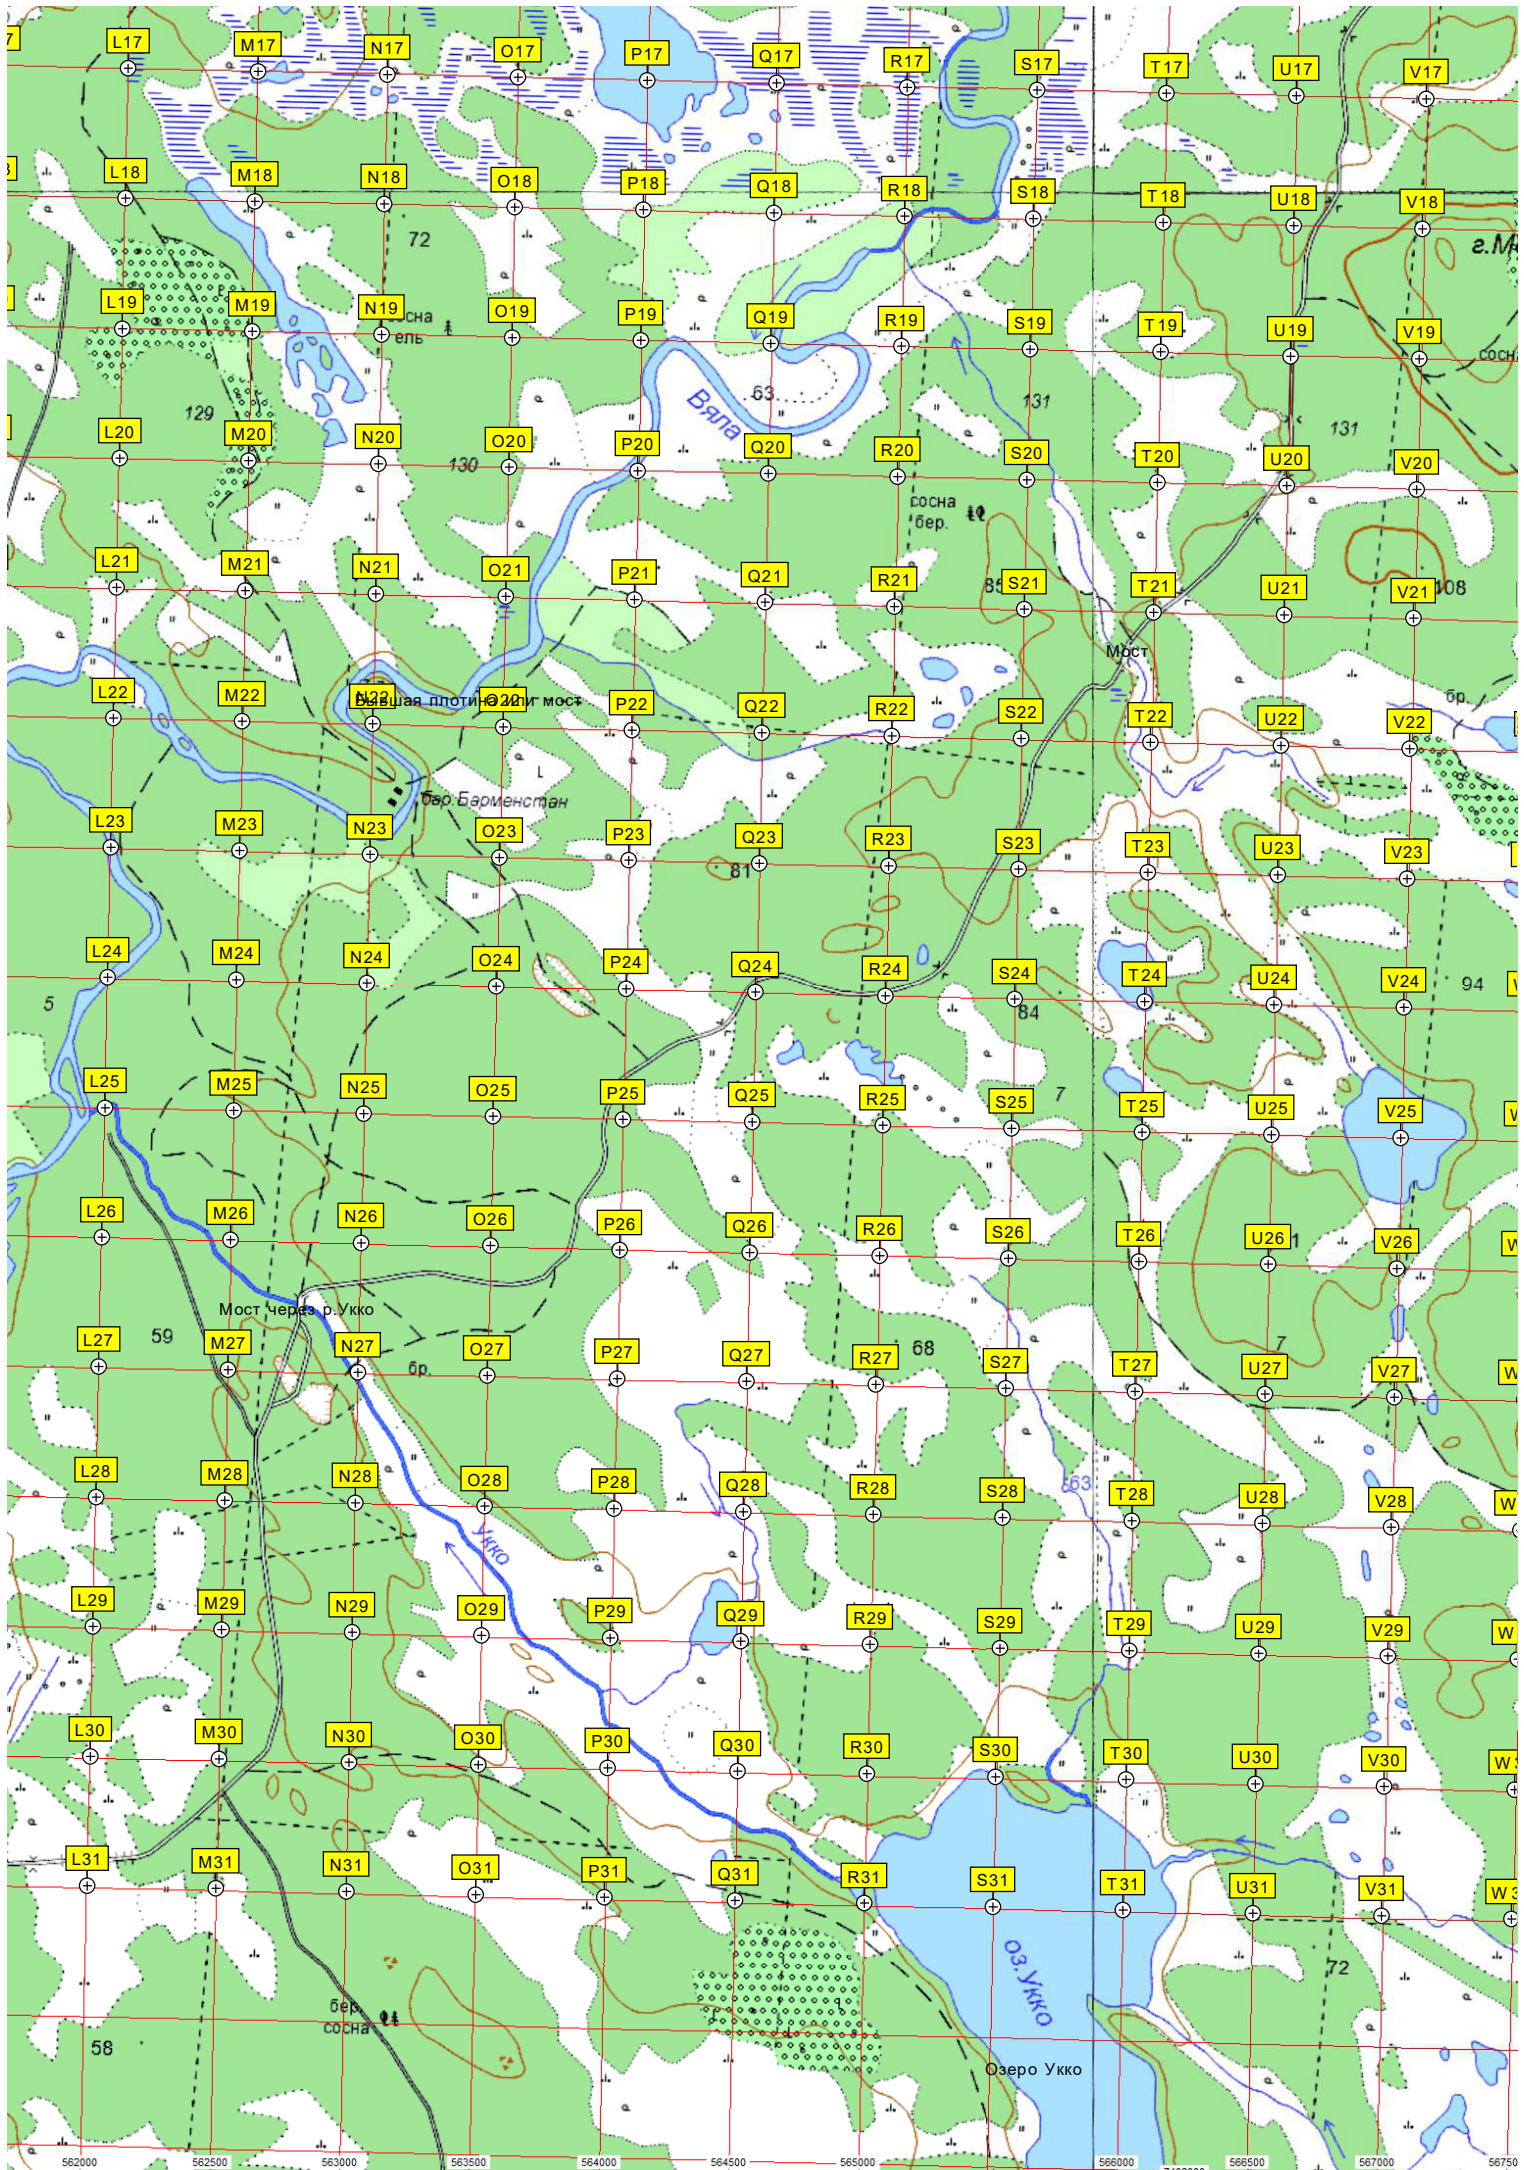 7 L17 M17 N17 O17 P17 Q17 R17 S17 T17 U17 V17
L18 M18 N18 O18 P18 Q18 R18 S18 T18 U18 V18
72
L19 M19 N19 O19 P19 Q19 R19 S19 T19 U19 V19
сосна
ель
63
Вяла
129
131
131
L20 M20 N20 O20 P20 Q20 R20 S20 T20 U20 V20
130
сосна
бер.
L21 M21 N21 O21 P21 Q21 R21 S21 T21 U21 V21
85
108
Мост
L22 M22 N22 O22 P22 Q22 R22 S22 T22 U22 V22
Бывшая плотина или мост
бр.
бар.Барменстан
L23 M23 N23 O23 P23 Q23 R23 S23 T23 U23 V23
81
L24 M24 N24 O24 P24 Q24 R24 S24 T24 U24 V24
5
84
94
L25 M25 N25 O25 P25 Q25 R25 S25 T25 U25 V25
7
L26 M26 N26 O26 P26 Q26 R26 S26 T26 U26 V26
Мост через р.Укко
59
L27 M27 N27 O27 P27 Q27 R27 S27 T27 U27 V27
бр.
68
7
L28 M28 N28 O28 P28 Q28 R28 S28 T28 U28 V28
63
Укко
L29 M29 N29 O29 P29 Q29 R29 S29 T29 U29 V29
L30 M30 N30 O30 P30 Q30 R30 S30 T30 U30 V30
L31 M31 N31 O31 P31 Q31 R31 S31 T31 U31 V31
оз.Укко
72
бер.
сосна
58
Озеро Укко
562000 562500 563000 563500 564000 564500 565000 566000 566500 567000